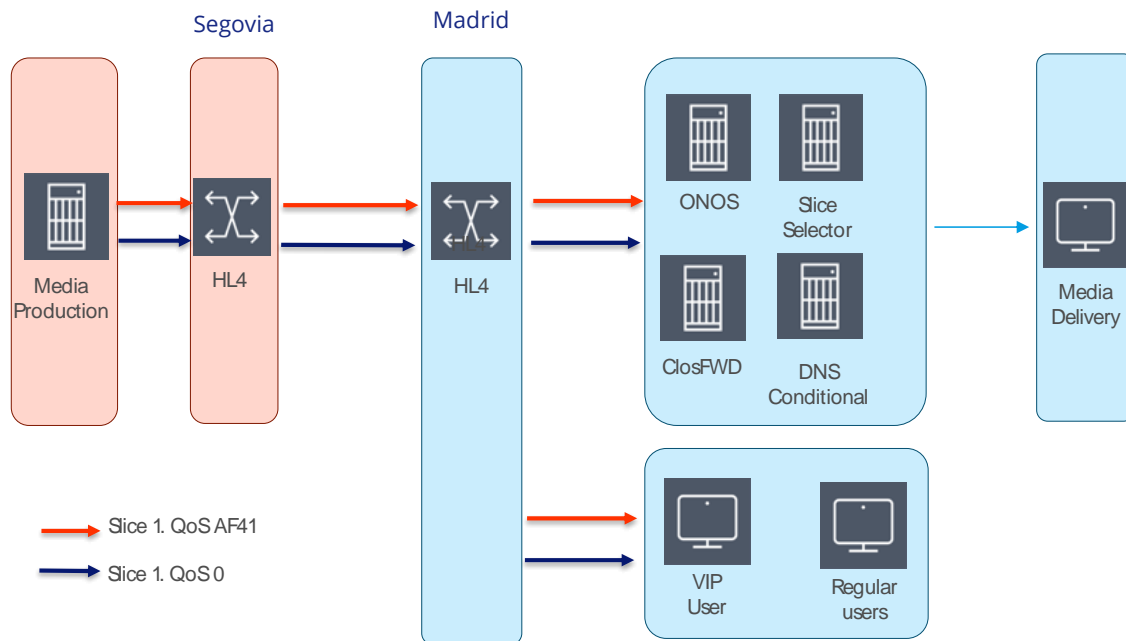 Segovia
Madrid
Media
Production
HL4
HL4
HL4
ONOS
Slice
Selector
ClosFWD
DNS
Conditional
Media
Delivery
VIP
User
Regular
users
Slice 1. QoS AF41
Slice 1. QoS 0